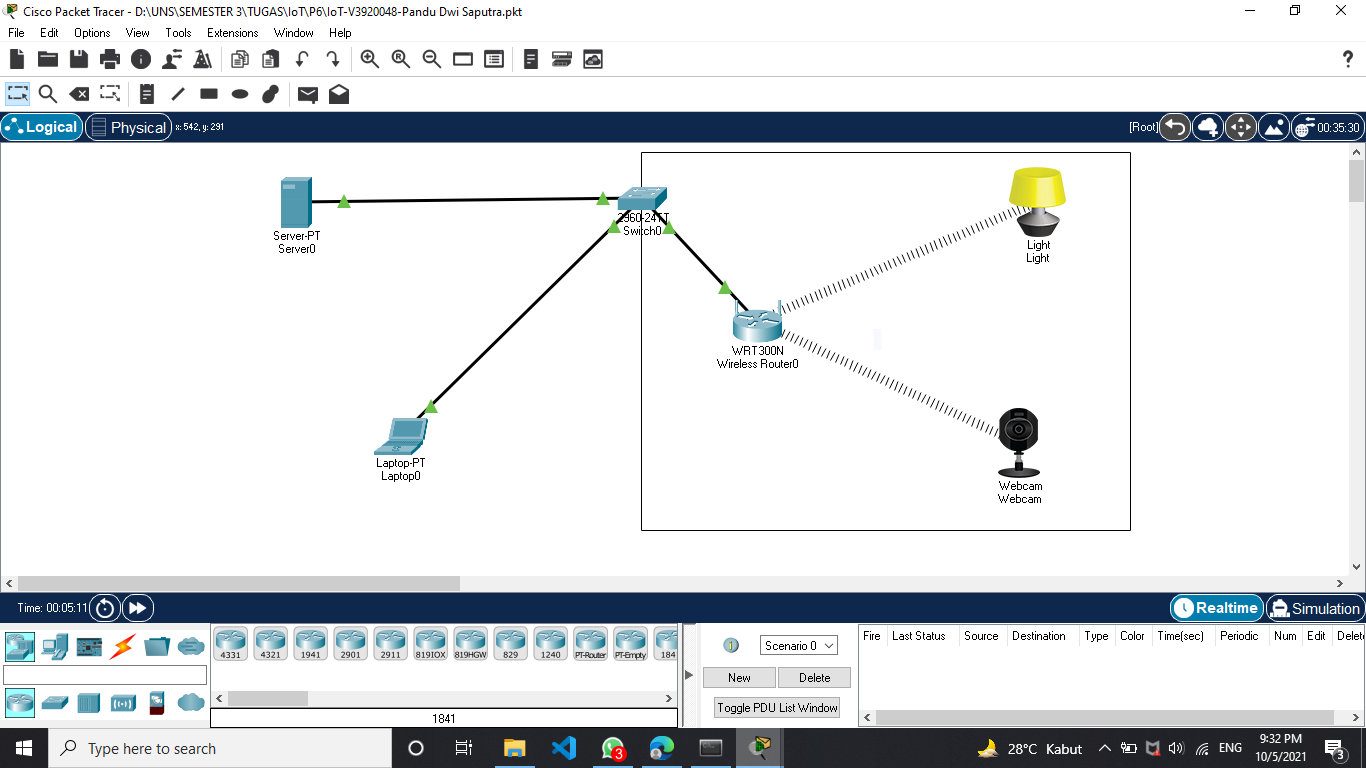 Cisco Packet Tracer - D:\UNS\SEMESTER 3\TUGAS\IoT\P6\IoT-V3920048-Pandu Dwi Saputra.pkt
File Edit Options View Tools Extensions Window Help
Logical Physical x: 542, y: 291 [Root] 00:35:30
Server-PT
Server0
2960-24TT
Switch0
Light
Light
WRT300N
Wireless Router0
Laptop-PT
Laptop0
Webcam
Webcam
Time: 00:05:11 Realtime Simulation
4331 4321 1941 2901 2911 819IOX 819HGW 829 1240 PT-Router PT-Empty 184
1841
Scenario 0
New Delete
Toggle PDU List Window
Fire Last Status Source Destination Type Color Time(sec) Periodic Num Edit Delet
Type here to search
3
28°C Kabut ENG
9:32 PM
10/5/2021
3